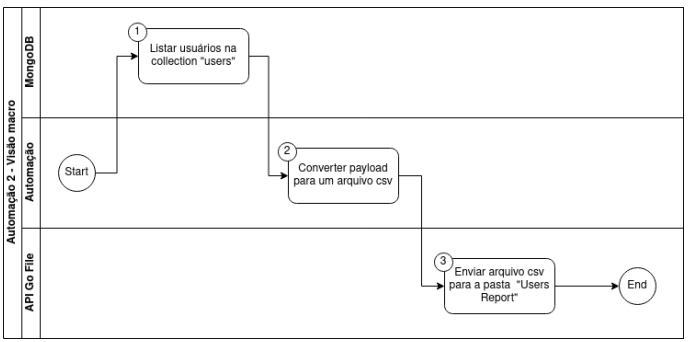 Automação 2 - Visão macro
MongoDB
1
Listar usuários na
collection "users"
Automação
Start
2
Converter payload
para um arquivo csv
API Go File
3
Enviar arquivo csv
para a pasta "Users
Report"
End